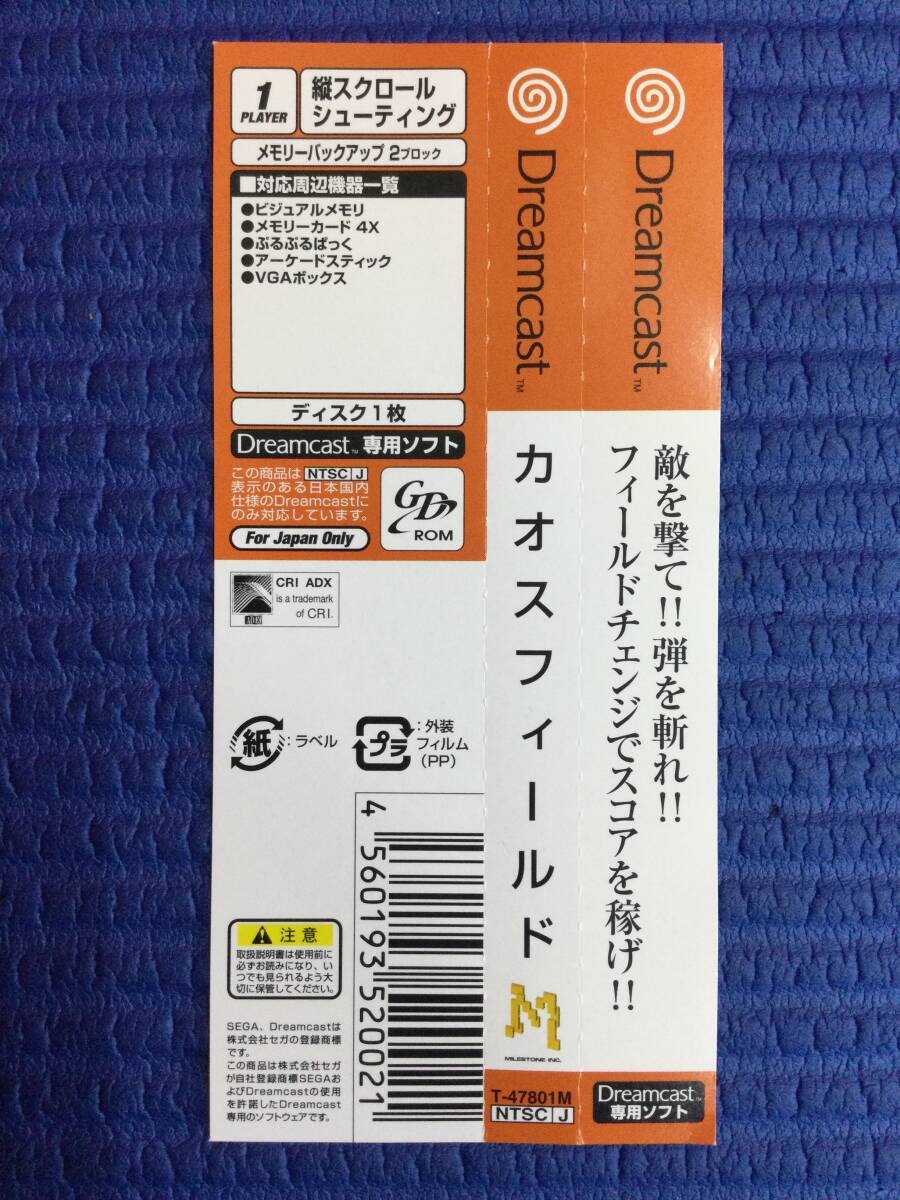 1
PLAYER
縦スクロール
シューティング
メモリーバックアップ 2ブロック
■対応周辺機器一覧
●ビジュアルメモリ
●メモリーカード 4X
●ぷるぷるぱっく
●アーケードスティック
●VGAボックス
ディスク1枚
Dreamcast™ 専用ソフト
この商品は NTSC J
表示のある日本国内
仕様のDreamcastに
のみ対応しています。
For Japan Only
GD
ROM
CRI ADX
is a trademark
of CRI.
ADX
紙:ラベル
プラ:外装
フィルム
(PP)
4 560193 520021
注意
取扱説明書は使用前に
必ずお読みになり、い
つでも見られるよう大
切に保管してください。
SEGA、Dreamcastは
株式会社セガの登録商標
です。
この商品は株式会社セガ
が自社登録商標SEGAお
よびDreamcastの使用
を許諾したDreamcast
専用のソフトウェアです。
Dreamcast™
カオスフィールド
MILESTONE INC.
T-47801M
NTSC J
Dreamcast™
敵を撃て!!弾を斬れ!!
フィールドチェンジでスコアを稼げ!!
Dreamcast™
専用ソフト